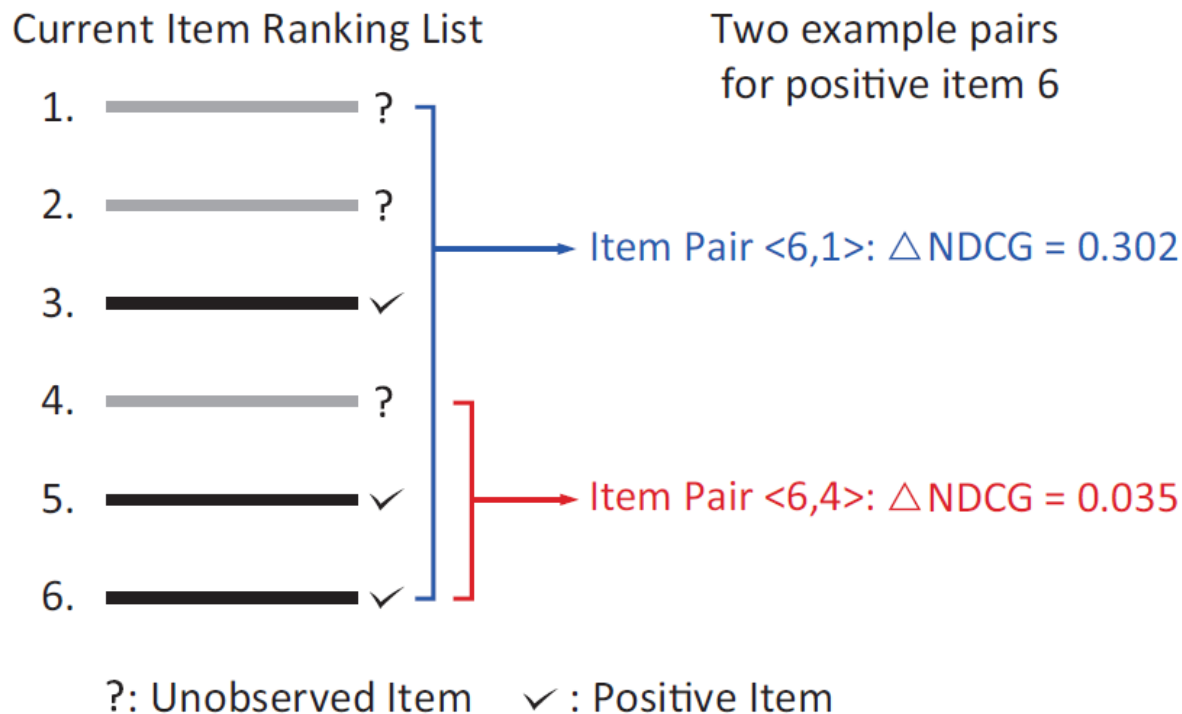 Current Item Ranking List
Two example pairs
for positive item 6
1. ?
2. ?
Item Pair <6,1>: △NDCG = 0.302
3. ✓
4. ?
5. ✓
Item Pair <6,4>: △NDCG = 0.035
6. ✓
?: Unobserved Item ✓ : Positive Item